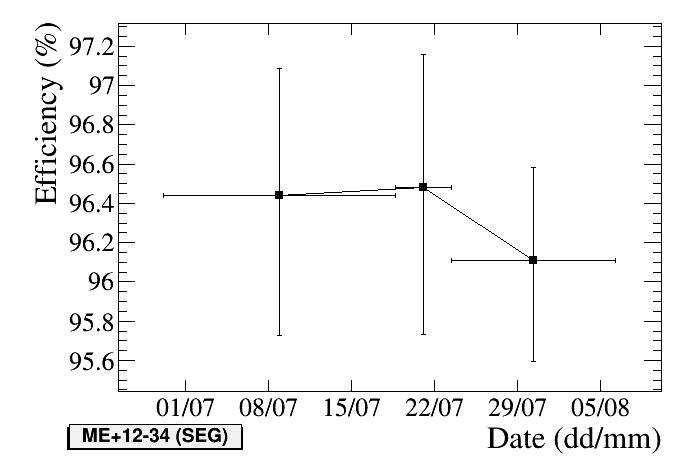 Efficiency (%)
97.2
97
96.8
96.6
96.4
96.2
96
95.8
95.6
01/07 08/07 15/07 22/07 29/07 05/08
ME+12-34 (SEG)
Date (dd/mm)